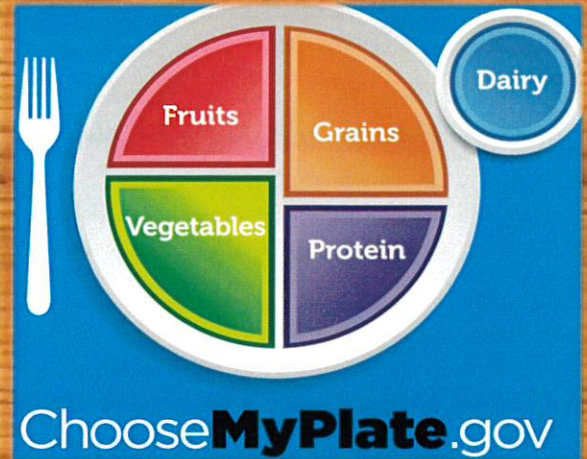 Fruits
Grains
Dairy
Vegetables
Protein
ChooseMyPlate.gov